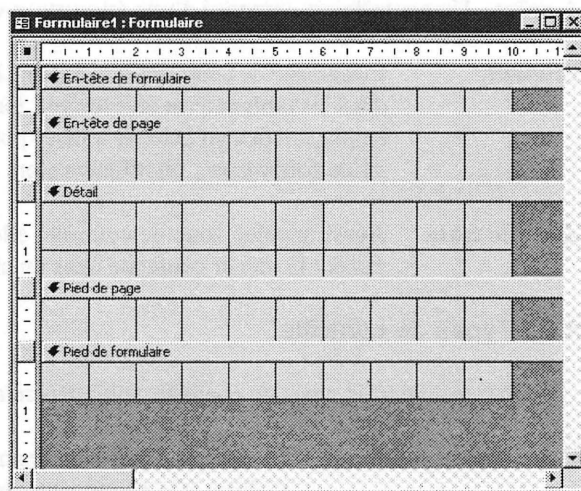 Formulaire1 : Formulaire
1 2 3 4 5 6 7 8 9 10 1
En-tête de formulaire
En-tête de page
Détail
1
Pied de page
Pied de formulaire
1
2